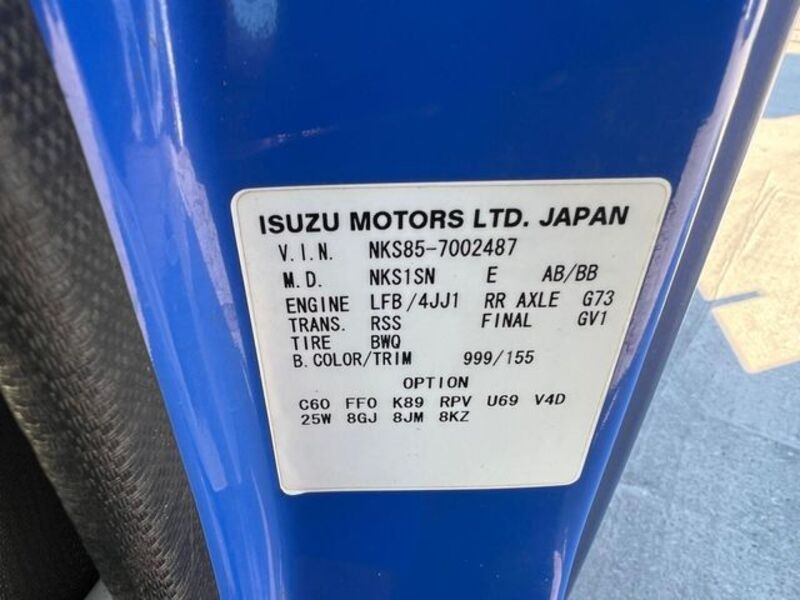 ISUZU MOTORS LTD. JAPAN
V.I.N. NKS85-7002487
M.D. NKS1SN E AB/BB
ENGINE LFB/4JJ1 RR AXLE G73
TRANS. RSS FINAL GV1
TIRE BWQ
B.COLOR/TRIM 999/155
OPTION
C60 FF0 K89 RPV U69 V4D
25W 8GJ 8JM 8KZ